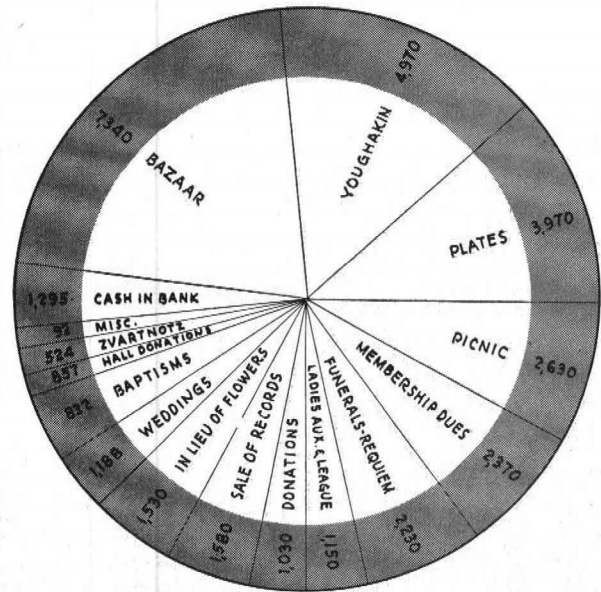 4,970
YOUGHAKIN
3,970
PLATES
PICNIC
2,630
MEMBERSHIP DUES
2,370
FUNERALS-REQUIEM
2,230
LADIES AUX. & LEAGUE
1,150
DONATIONS
1,030
SALE OF RECORDS
1,580
IN LIEU OF FLOWERS
1,530
WEDDINGS
1,188
BAPTISMS
832
HALL DONATIONS
857
ZVARTNOTZ
524
MISC.
92
CASH IN BANK
1,295
BAZAAR
7,340